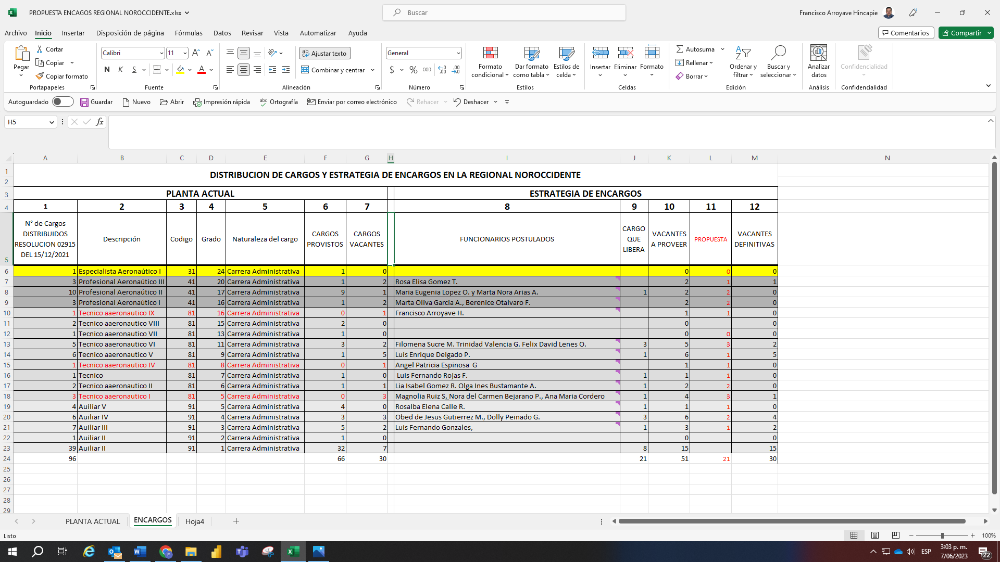 PROPUESTA ENCAGOS REGIONAL NOROCCIDENTE.xlsx
Buscar
Francisco Arroyave Hincapie
Archivo Inicio Insertar Disposición de página Fórmulas Datos Revisar Vista Automatizar Ayuda
Comentarios Compartir
Pegar Cortar Copiar Copiar formato
Portapapeles
Calibri 11
N K S A
Fuente
Ajustar texto
Combinar y centrar
Alineación
General
$ % 000
Número
Formato condicional Dar formato como tabla Estilos de celda
Estilos
Insertar Eliminar Formato
Celdas
Autosuma Rellenar Borrar
Ordenar y filtrar Buscar y seleccionar
Edición
Analizar datos
Análisis
Confidencialidad
Confidencialidad
Autoguardado Guardar Nuevo Abrir Impresión rápida Ortografía Enviar por correo electrónico Rehacer Deshacer
H5 fx
A B C D E F G H I J K L M N
1 DISTRIBUCION DE CARGOS Y ESTRATEGIA DE ENCARGOS EN LA REGIONAL NOROCCIDENTE
2
3 PLANTA ACTUAL ESTRATEGIA DE ENCARGOS
4 1 2 3 4 5 6 7 8 9 10 11 12
5 N° de Cargos DISTRIBUIDOS RESOLUCION 02915 DEL 15/12/2021 Descripción Codigo Grado Naturaleza del cargo CARGOS PROVISTOS CARGOS VACANTES FUNCIONARIOS POSTULADOS CARGO QUE LIBERA VACANTES A PROVEER PROPUESTA VACANTES DEFINITIVAS
6 1 Especialista Aeronaútico I 31 24 Carrera Administrativa 1 0 0 0 0
7 3 Profesional Aeronaútico III 41 20 Carrera Administrativa 1 2 Rosa Elisa Gomez T. 2 1 1
8 10 Profesional Aeronaútico II 41 17 Carrera Administrativa 9 1 Maria Eugenia Lopez O. y Marta Nora Arias A. 1 2 2 0
9 3 Profesional Aeronaútico I 41 16 Carrera Administrativa 1 2 Marta Oliva Garcia A., Berenice Otalvaro F. 2 2 0
10 1 Tecnico aaeronautico IX 81 16 Carrera Administrativa 0 1 Francisco Arroyave H. 1 1 0
11 2 Tecnico aaeronautico VIII 81 15 Carrera Administrativa 2 0 0 0
12 1 Tecnico aaeronautico VII 81 13 Carrera Administrativa 1 0 0 0 0
13 5 Tecnico aaeronautico VI 81 11 Carrera Administrativa 3 2 Filomena Sucre M. Trinidad Valencia G. Felix David Lenes O. 3 5 3 2
14 6 Tecnico aaeronautico V 81 9 Carrera Administrativa 1 5 Luis Enrique Delgado P. 1 6 1 5
15 1 Tecnico aaeronautico IV 81 8 Carrera Administrativa 0 1 Angel Patricia Espinosa G 1 1 0
16 1 Tecnico 81 7 Carrera Administrativa 1 0 Luis Fernando Rojas F. 1 1 1 0
17 2 Tecnico aaeronautico II 81 6 Carrera Administrativa 1 1 Lia Isabel Gomez R. Olga Ines Bustamante A. 1 2 2 0
18 3 Tecnico aaeronautico I 81 5 Carrera Administrativa 0 3 Magnolia Ruiz S. Nora del Carmen Bejarano P., Ana Maria Cordero 1 4 3 1
19 4 Auiliar V 91 5 Carrera Administrativa 4 0 Rosalba Elena Calle R. 1 1 1 0
20 6 Auiliar IV 91 4 Carrera Administrativa 3 3 Obed de Jesus Gutierrez M., Dolly Peinado G. 3 6 2 4
21 7 Auiliar III 91 3 Carrera Administrativa 5 2 Luis Fernando Gonzales, 1 3 1 2
22 1 Auiliar II 91 2 Carrera Administrativa 1 0 0 0
23 39 Auiliar II 91 1 Carrera Administrativa 32 7 8 15 15
24 96 66 30 21 51 21 30
25
26
27
28
29
PLANTA ACTUAL ENCARGOS Hoja4
Listo 100%
ESP 3:03 p. m. 7/06/2023 22